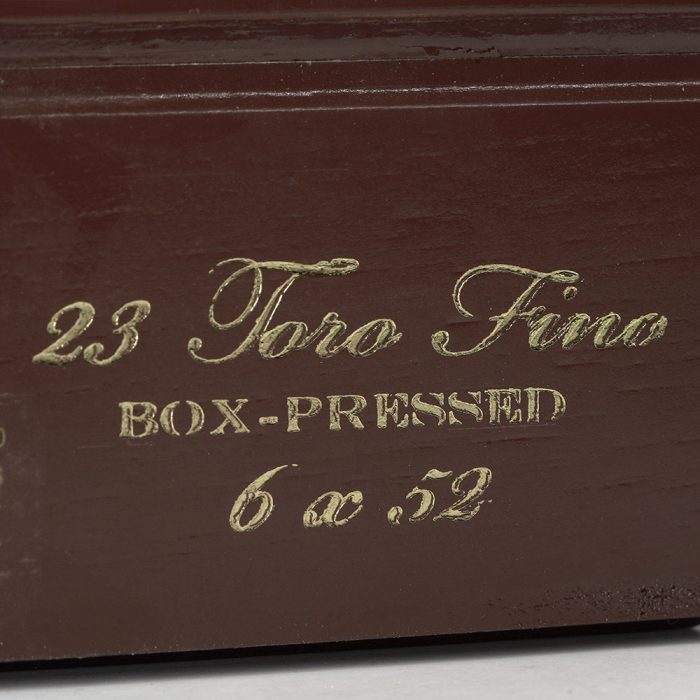 23 Toro Fino
BOX-PRESSED
6 x 52